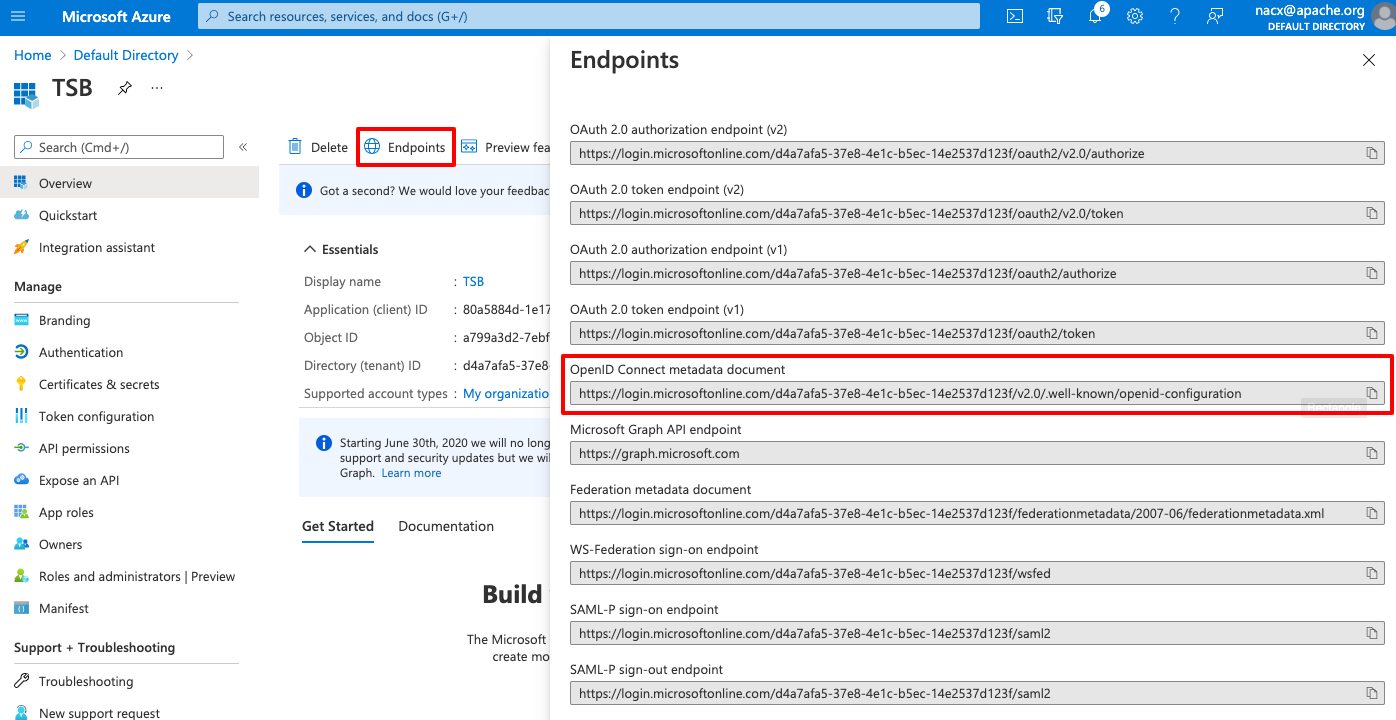 Microsoft Azure
Search resources, services, and docs (G+/)
6
nacx@apache.org
DEFAULT DIRECTORY
Home > Default Directory >
TSB
Search (Cmd+/)
Overview
Quickstart
Integration assistant
Manage
Branding
Authentication
Certificates & secrets
Token configuration
API permissions
Expose an API
App roles
Owners
Roles and administrators | Preview
Manifest
Support + Troubleshooting
Troubleshooting
New support request
Delete
Endpoints
Preview fea
Got a second? We would love your feedbac
Essentials
Display name : TSB
Application (client) ID : 80a5884d-1e17
Object ID : a799a3d2-7ebf
Directory (tenant) ID : d4a7afa5-37e8-
Supported account types : My organizatio
Starting June 30th, 2020 we will no long
support and security updates but we wil
Graph. Learn more
Get Started
Documentation
Build
The Microsoft
create mo
Endpoints
OAuth 2.0 authorization endpoint (v2)
https://login.microsoftonline.com/d4a7afa5-37e8-4e1c-b5ec-14e2537d123f/oauth2/v2.0/authorize
OAuth 2.0 token endpoint (v2)
https://login.microsoftonline.com/d4a7afa5-37e8-4e1c-b5ec-14e2537d123f/oauth2/v2.0/token
OAuth 2.0 authorization endpoint (v1)
https://login.microsoftonline.com/d4a7afa5-37e8-4e1c-b5ec-14e2537d123f/oauth2/authorize
OAuth 2.0 token endpoint (v1)
https://login.microsoftonline.com/d4a7afa5-37e8-4e1c-b5ec-14e2537d123f/oauth2/token
OpenID Connect metadata document
https://login.microsoftonline.com/d4a7afa5-37e8-4e1c-b5ec-14e2537d123f/v2.0/.well-known/openid-configuration
Rectangle
Microsoft Graph API endpoint
https://graph.microsoft.com
Federation metadata document
https://login.microsoftonline.com/d4a7afa5-37e8-4e1c-b5ec-14e2537d123f/federationmetadata/2007-06/federationmetadata.xml
WS-Federation sign-on endpoint
https://login.microsoftonline.com/d4a7afa5-37e8-4e1c-b5ec-14e2537d123f/wsfed
SAML-P sign-on endpoint
https://login.microsoftonline.com/d4a7afa5-37e8-4e1c-b5ec-14e2537d123f/saml2
SAML-P sign-out endpoint
https://login.microsoftonline.com/d4a7afa5-37e8-4e1c-b5ec-14e2537d123f/saml2